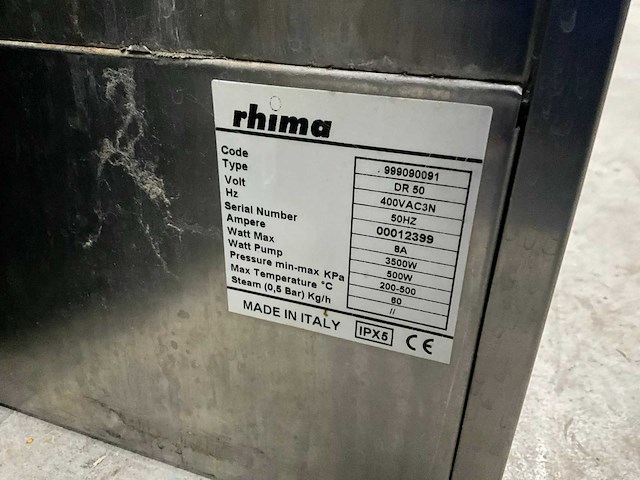 rhima
Code 999090091
Type DR 50
Volt 400VAC3N
Hz 50HZ
Serial Number 00012399
Ampere 8A
Watt Max 3500W
Watt Pump 500W
Pressure min-max KPa 200-500
Max Temperature °C 60
Steam (0,5 Bar) Kg/h //
MADE IN ITALY IPX5 CE